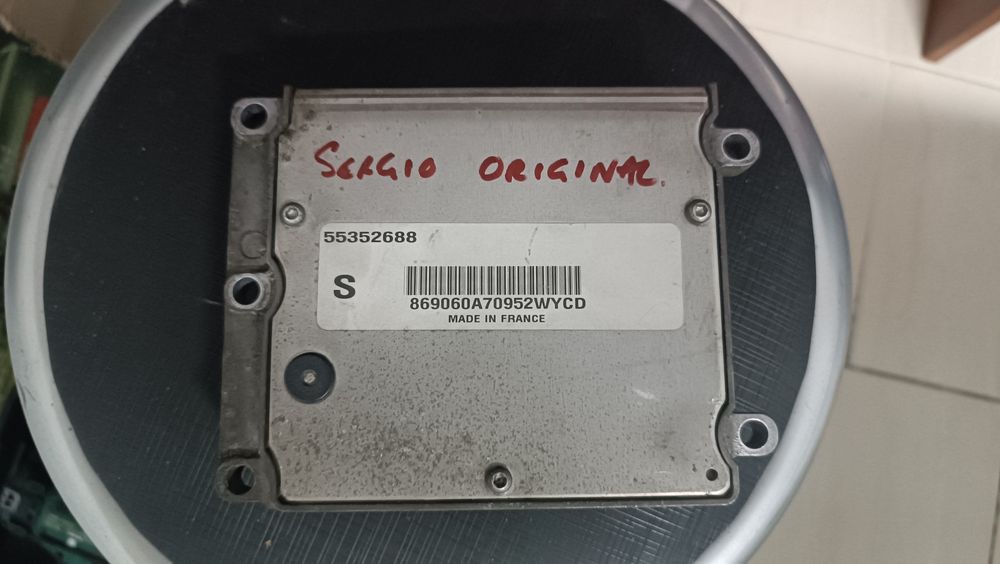 SERGIO ORIGINAL.
55352688
S
869060A70952WYCD
MADE IN FRANCE